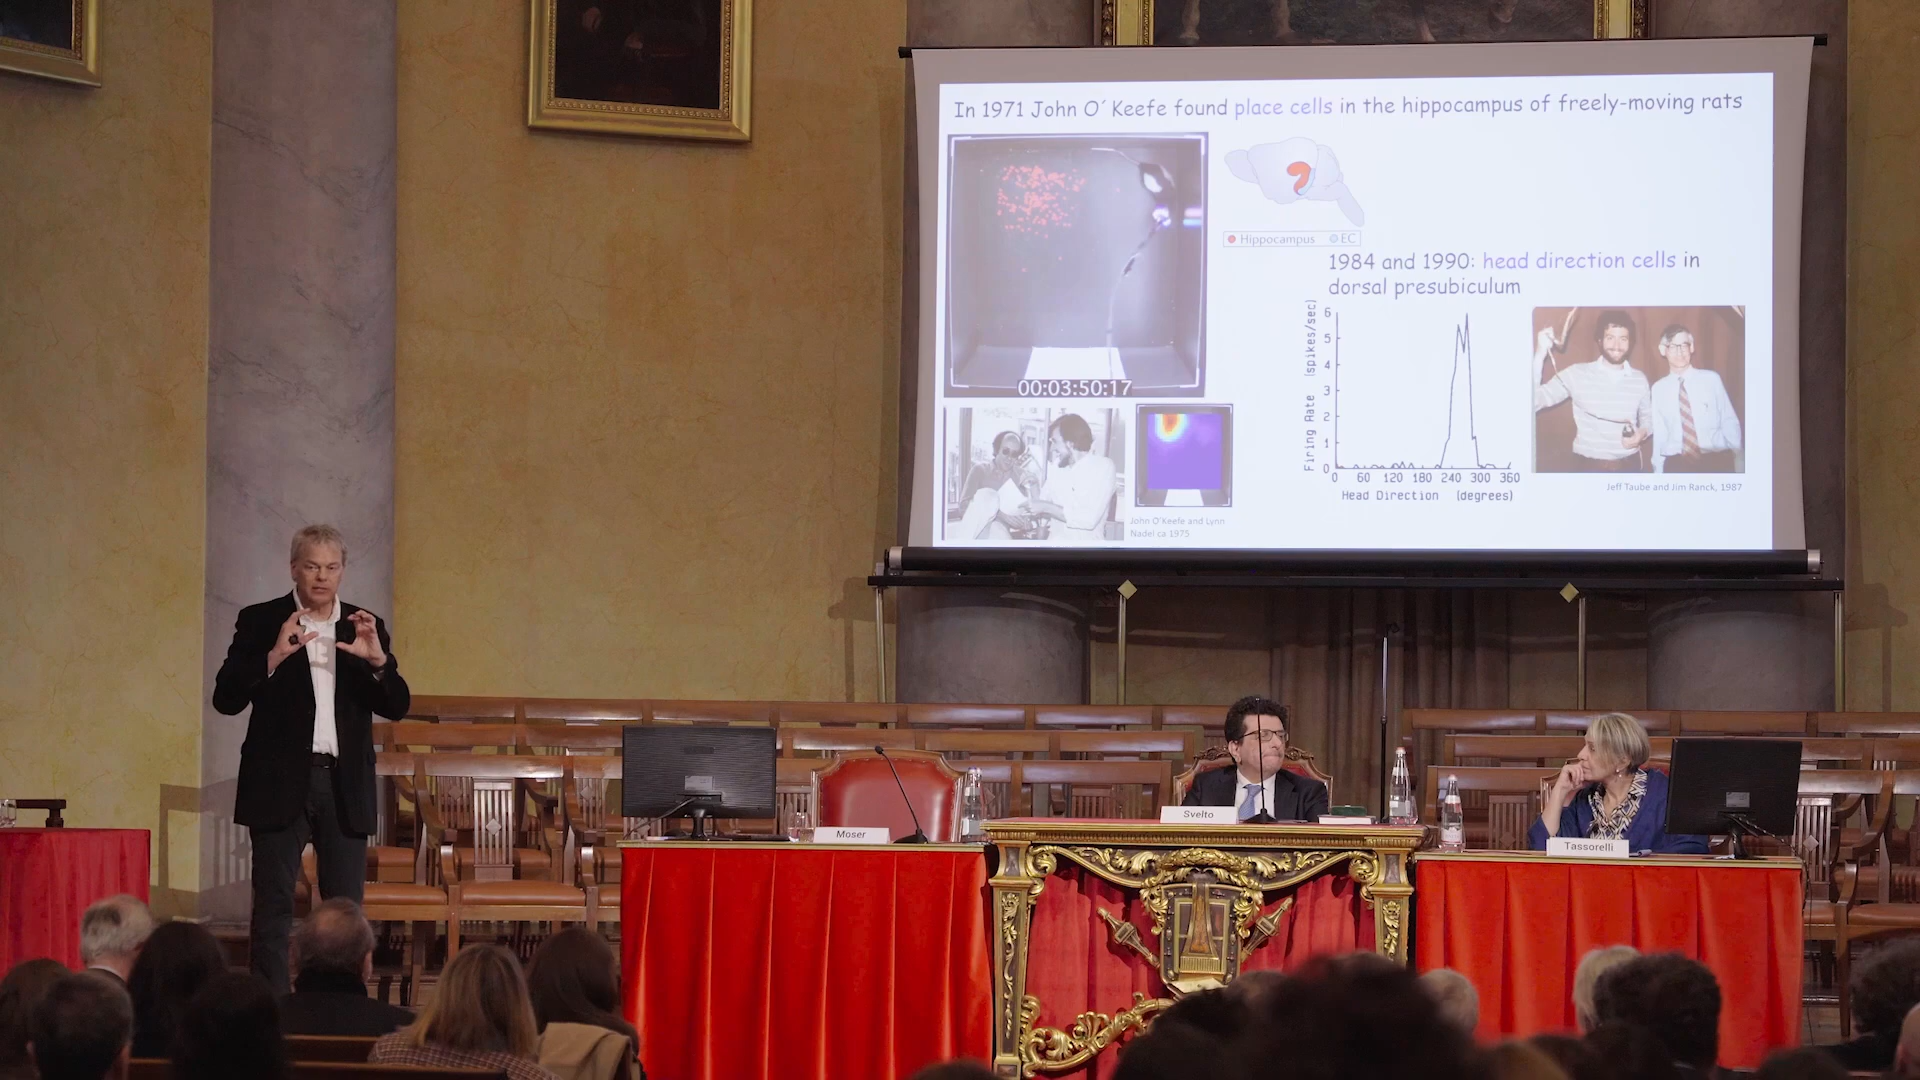 In 1971 John O´Keefe found place cells in the hippocampus of freely-moving rats
00:03:50:17
Hippocampus EC
1984 and 1990: head direction cells in
dorsal presubiculum
Firing Rate (spikes/sec)
6
5
4
3
2
1
0
0 60 120 180 240 300 360
Head Direction (degrees)
Jeff Taube and Jim Ranck, 1987
John O'Keefe and Lynn
Nadel ca 1975
Moser
Svelto
Tassorelli